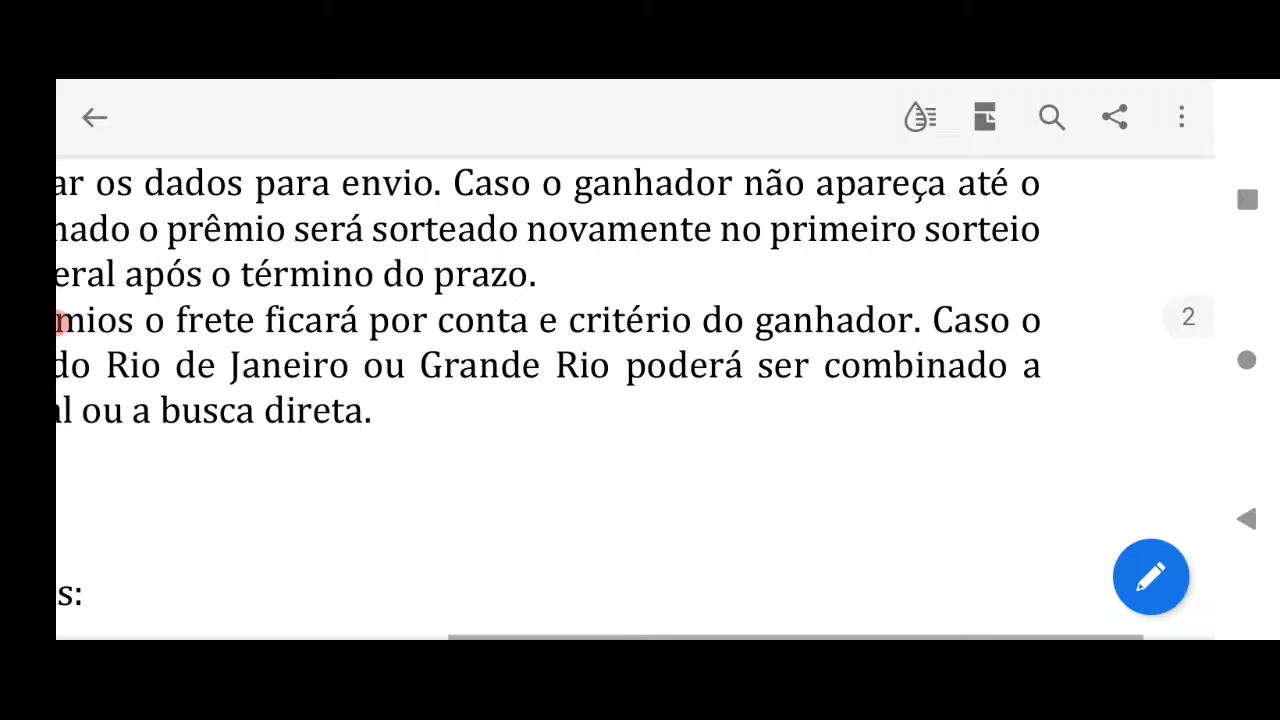 ar os dados para envio. Caso o ganhador não apareça até o
nado o prêmio será sorteado novamente no primeiro sorteio
eral após o término do prazo.
mios o frete ficará por conta e critério do ganhador. Caso o
do Rio de Janeiro ou Grande Rio poderá ser combinado a
l ou a busca direta.
2
s: